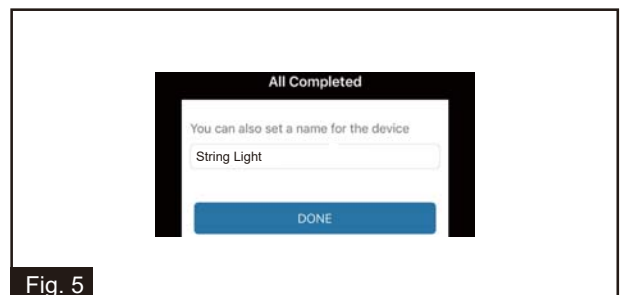 All Completed
You can also set a name for the device
String Light
DONE
Fig. 5